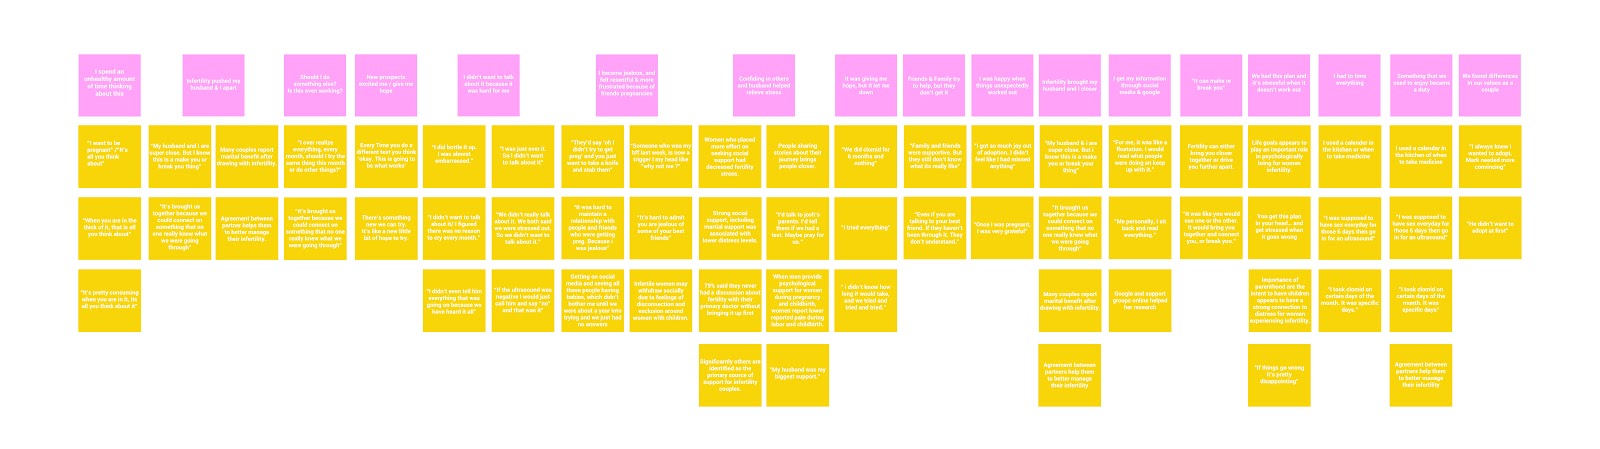 I spend an
unhealthy amount
of time thinking
about this
Infertility pushed my
husband & I apart.
Should I do
something else?
Is this even working?
New prospects
excited me / give me
hope
I didn't want to talk
about it because it
was hard for me
I became jealous, and
felt resentful & more
frustrated because of
friends pregnancies
Confiding in others
and husband helped
relieve stress
It was giving me
hope, but it let me
down
Friends & Family try
to help, but they
don't get it
I was happy when
things unexpectedly
worked out
Infertility brought my
husband and I closer
I get my information
through social
media & google
"It can make or
break you"
We had this plan and
it's stressful when it
doesn't work out
I had to time
everything
Something that we
used to enjoy became
a duty
We found differences
in our values as a
couple
"I want to be
pregnant" / "It's
all you think
about"
"My husband and I are
super close. But I know
this is a make you or
break you thing"
Many couples report
marital benefit after
drawing with infertility.
"I over realize
everything, every
month, should I try the
same thing this month
or do other things?"
Every Time you do a
different test you think
'okay. This is going to
be what works'
"I did bottle it up.
I was almost
embarrassed."
"I was just over it.
So I didn't want
to talk about it"
"They'd say 'oh I
didn't try to get
preg' and you just
want to take a knife
and stab them"
"Someone who was my
bff last week, is now a
trigger I my head like
"why not me ?"
Women who placed
more effort on
seeking social
support had
decreased fertility
stress.
People sharing
stories about their
journey brings
people closer.
"We did clomid for
6 months and
nothing"
"Family and friends
were supportive. But
they still don't know
what do really like"
"I got so much joy out
of adoption. I didn't
feel like I had missed
anything"
"My husband & I are
super close. But I
know this is a make
you or break you
thing"
"For me, it was like a
flotation. I would
read what people
were doing an keep
up with it."
Fertility can either
bring you closer
together or drive
you further apart.
Life goals appears to
play an important role
in psychologically
being for women
infertility.
I used a calendar in
the kitchen of when
to take medicine
I used a calendar in
the kitchen of when
to take medicine
"I always knew I
wanted to adopt.
Mark needed more
convincing"
"When you are in the
think of it, that is all
you think about"
"It's brought us
together because we
could connect on
something that no one
really knew what we
were going through"
Agreement between
partner helps them
to better manage
their infertility.
"It's brought us
together because we
could connect on
something that no one
really knew what we
were going through"
There's something
new we can try.
It's like a new little
bit of hope to try.
"I didn't want to talk
about it/ I figured
there was no reason
to cry every month."
"We didn't really talk
about it. We both said
we were stressed out.
So we didn't want to
talk about it."
"It was hard to
maintain a
relationship with
people and friends
who were getting
preg. Because I
was jealous"
"It's hard to admit
you are jealous of
some of your best
friends"
Strong social
support, including
marital support was
associated with
lower distress levels.
"I'd talk to josh's
parents. I'd tell
them if we had a
test. Maybe pray for
us."
"I tried everything"
"Even if you are
talking to your best
friend. If they haven't
been through it. They
don't understand."
"Once I was pregnant,
I was very grateful"
"It brought us
together because we
could connect on
something that no one
really knew what we
were going through"
"Me personally, I sit
back and read
everything."
"It was like you would
see one or the other.
It would bring you
together and connect
you, or break you."
You get this plan
in your head... and
get stressed when
it goes wrong
"I was supposed to
have sex everyday for
those 6 days then go
in for an ultrasound"
"I was supposed to
have sex everyday for
those 6 days then go
in for an ultrasound"
"He didn't want to
adopt at first"
"It's pretty consuming
when you are in it, its
all you think about it"
"I didn't even tell him
everything that was
going on because we
have heard it all"
"If the ultrasound was
negative I would just
call him and say "no"
and that was it"
Getting on social
media and seeing all
these people having
babies, which didn't
bother me until we
were about a year into
trying and we just had
no answers
Infertile women may
withdraw socially
due to feelings of
disconnection and
exclusion around
women with children.
79% said they never
had a discussion about
fertility with their
primary doctor without
bringing it up first
When men provide
psychological
support for women
during pregnancy
and childbirth,
women report lower
reported pain during
labor and childbirth.
" I didn't know how
long it would take,
and we tried and
tried and tried."
Many couples report
marital benefit after
drawing with infertility.
Google and support
groups online helped
her research
Importance of
parenthood are the
intent to have children
appears to have a
strong connection to
distress for women
experiencing infertility.
"I took clomid on
certain days of the
month. it was specific
days."
"I took clomid on
certain days of the
month, it was
specific days"
Significantly others are
identified as the
primary source of
support for infertility
couples.
"My husband was my
biggest support."
Agreement between
partners help them
to better manage
their infertility
"If things go wrong
it's pretty
disappointing"
Agreement between
partners help them
to better manage
their infertility